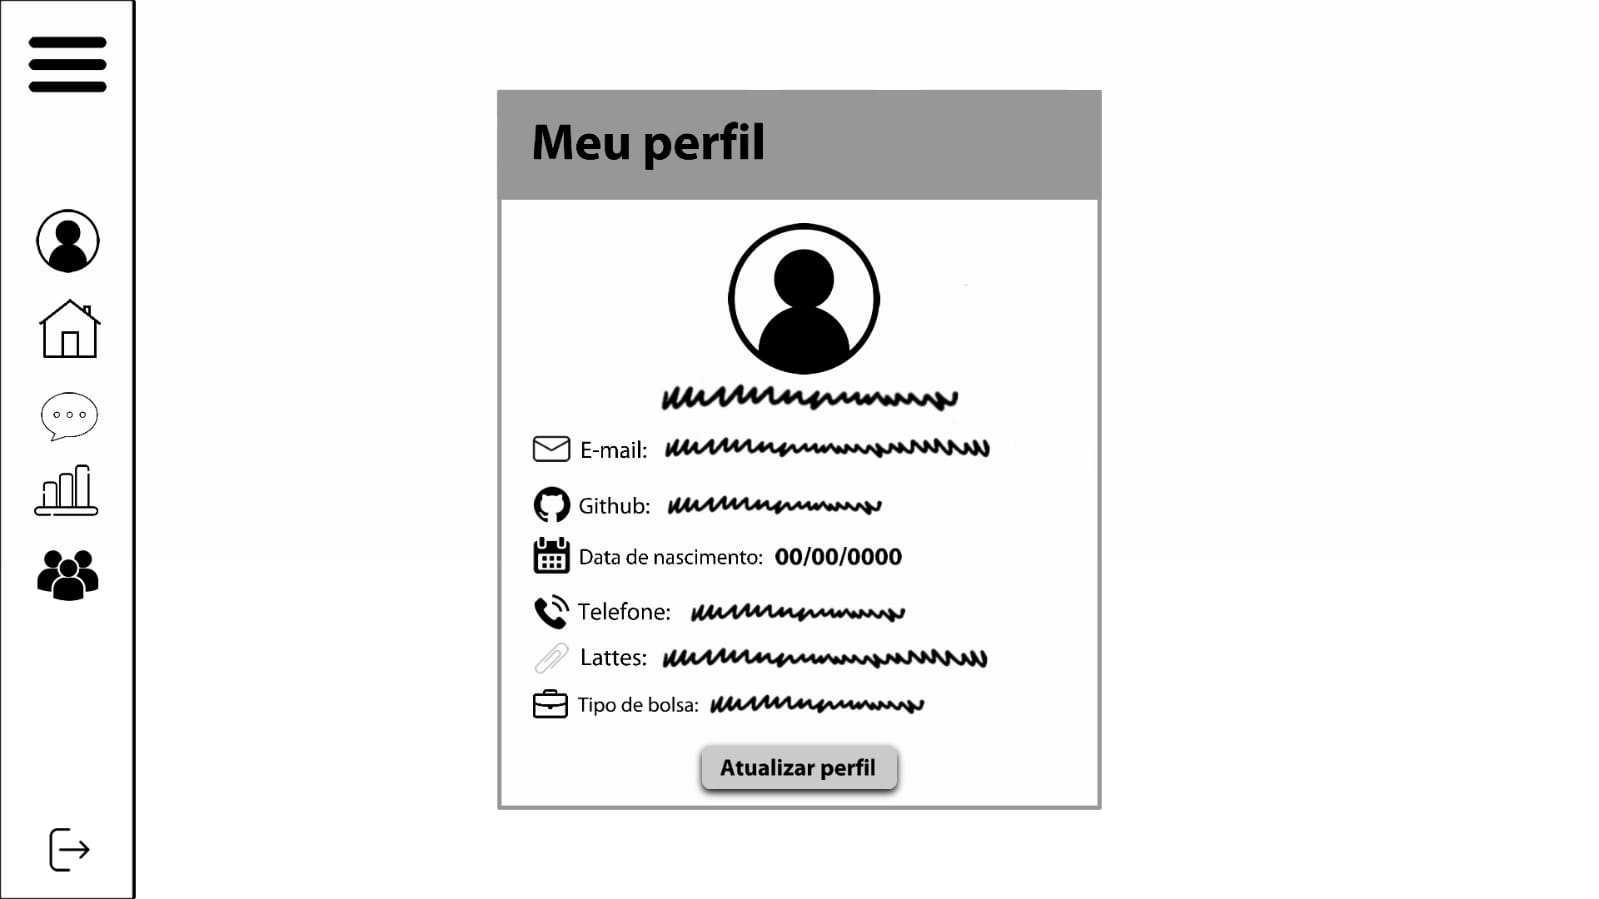 Meu perfil
E-mail:
Github:
Data de nascimento: 00/00/0000
Telefone:
Lattes:
Tipo de bolsa:
Atualizar perfil